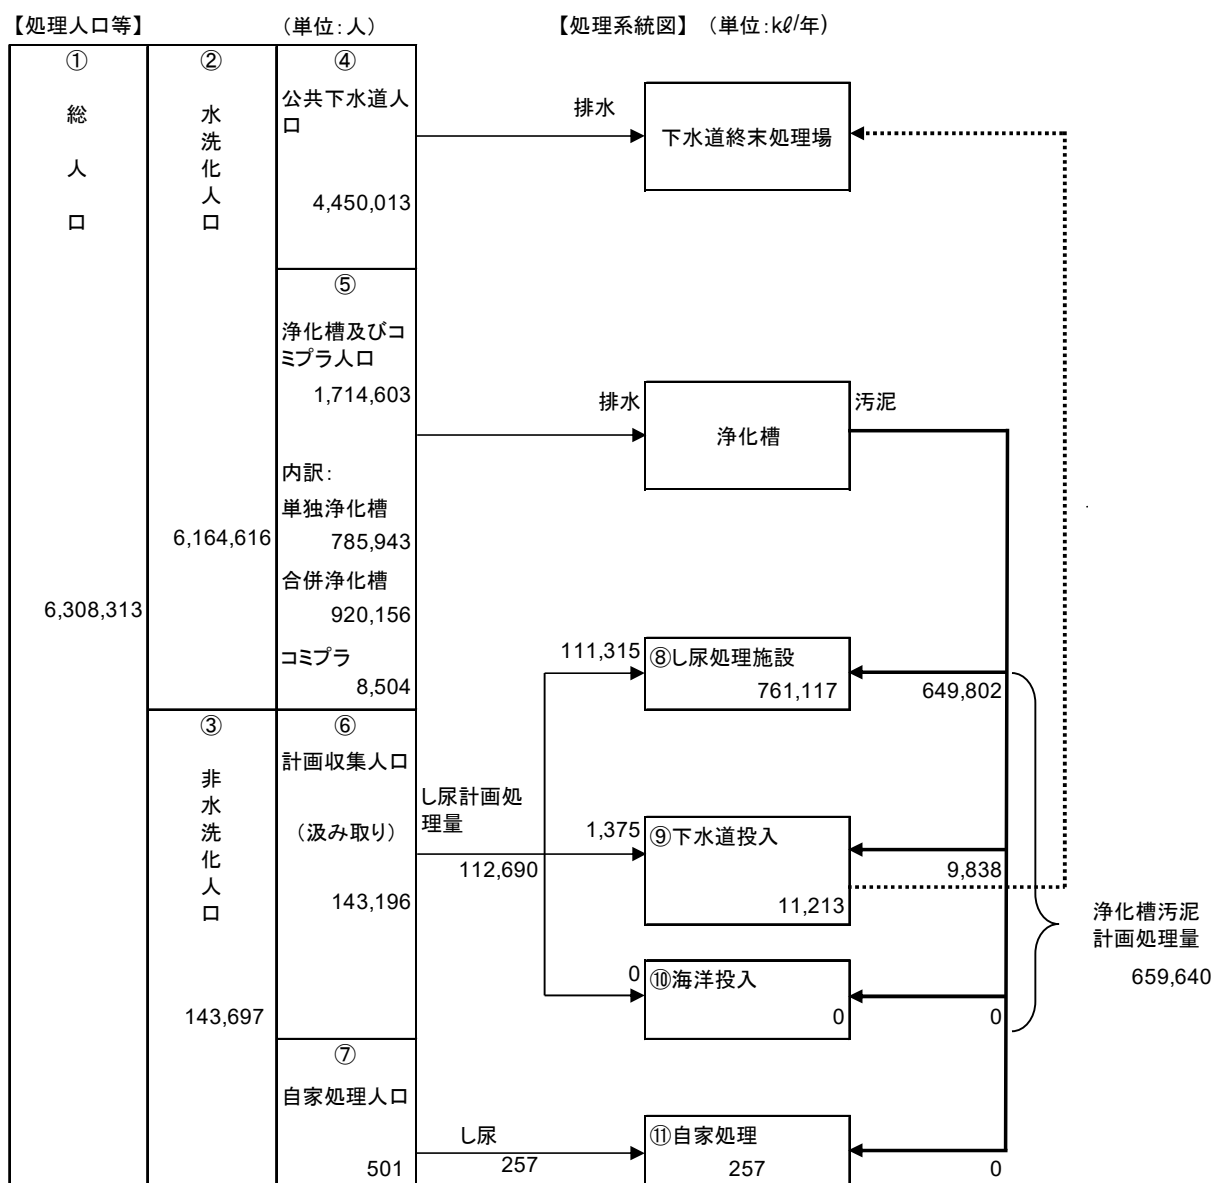 【処理人口等】
(単位:人)
【処理系統図】 (単位:kℓ/年)
①
総
人
口
6,308,313
②
水
洗
化
人
口
6,164,616
③
非
水
洗
化
人
口
143,697
④
公共下水道人
口
4,450,013
⑤
浄化槽及びコ
ミプラ人口
1,714,603
内訳:
単独浄化槽
785,943
合併浄化槽
920,156
コミプラ
8,504
⑥
計画収集人口
(汲み取り)
143,196
⑦
自家処理人口
501
排水
下水道終末処理場
排水
浄化槽
汚泥
し尿計画処
理量
112,690
111,315
⑧し尿処理施設
761,117
649,802
1,375
⑨下水道投入
11,213
9,838
0
⑩海洋投入
0
0
浄化槽汚泥
計画処理量
659,640
し尿
257
⑪自家処理
257
0